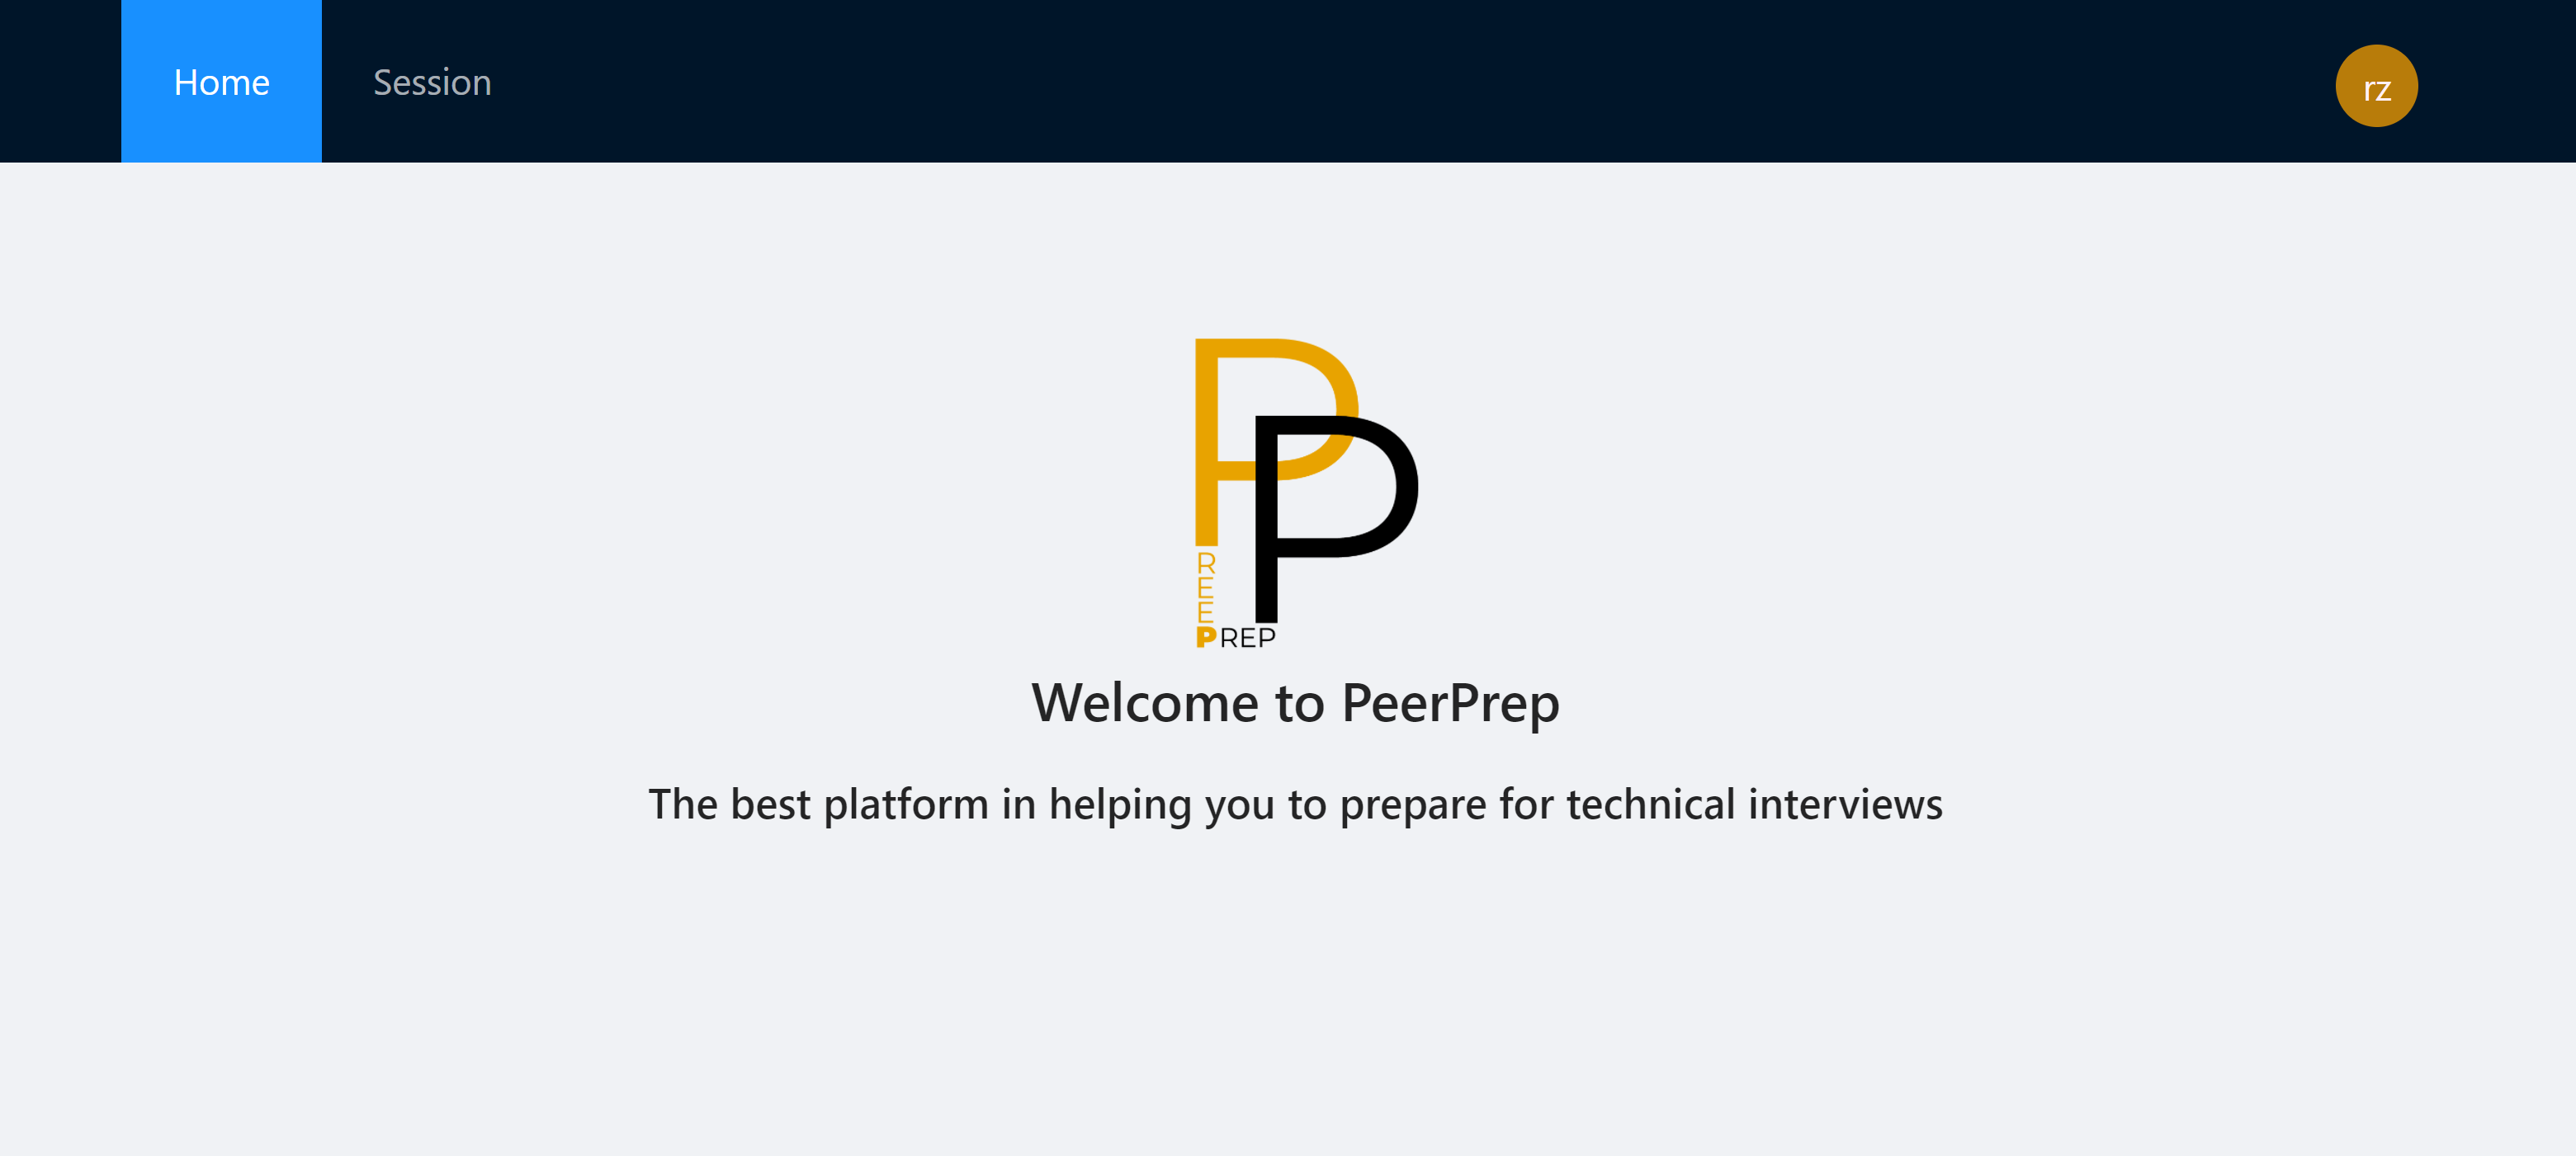 Home Session rz
PP
R
E
E
PREP
Welcome to PeerPrep
The best platform in helping you to prepare for technical interviews